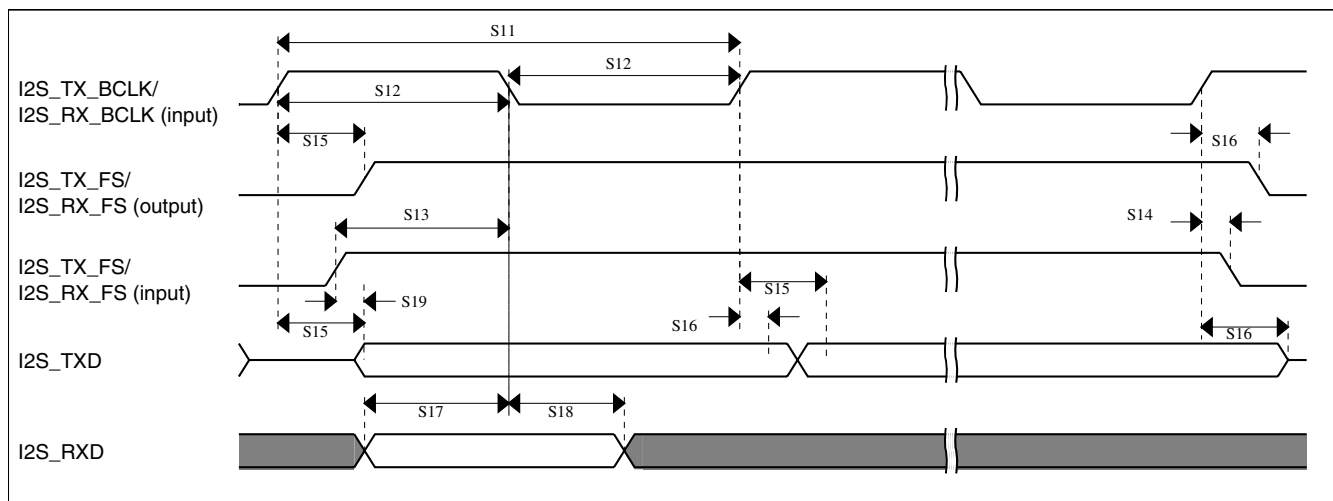 S11
S12
I2S_TX_BCLK/
I2S_RX_BCLK (input)
S12
S15
S16
I2S_TX_FS/
I2S_RX_FS (output)
S13
S14
I2S_TX_FS/
I2S_RX_FS (input)
S19
S15
S15
S16
S16
I2S_TXD
S17
S18
I2S_RXD